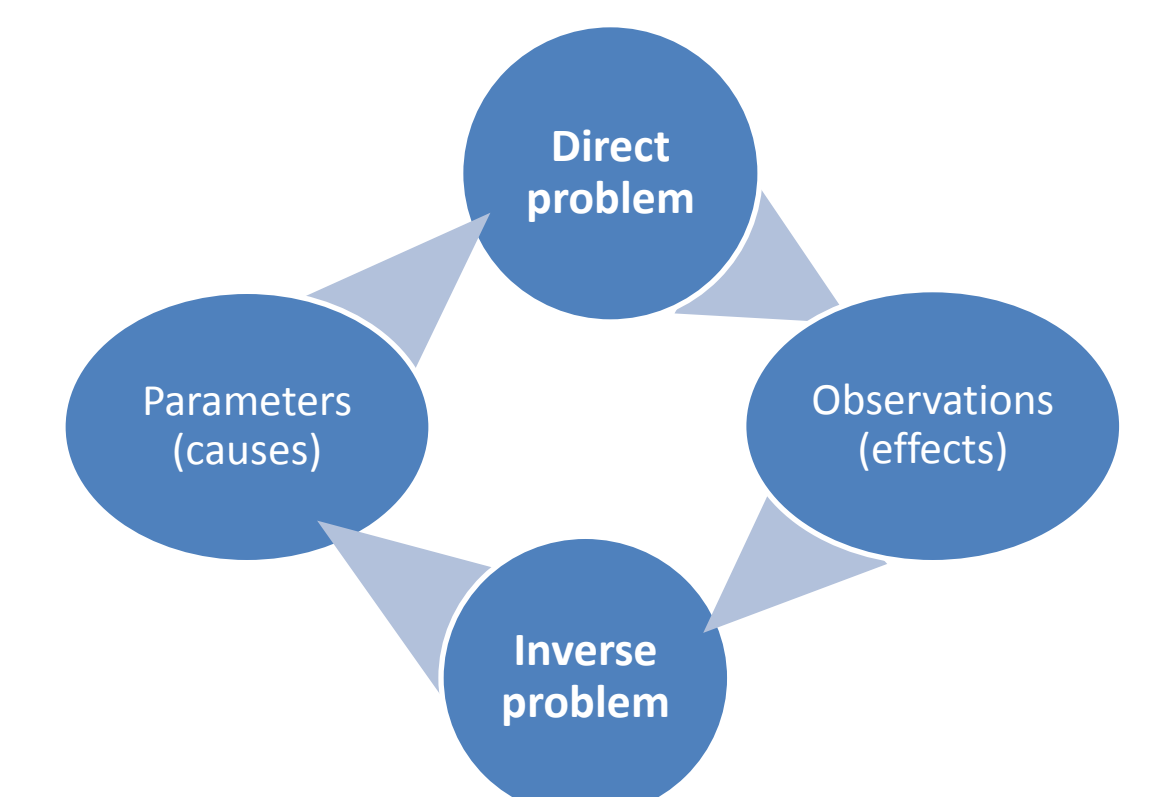 Direct
problem
Parameters
(causes)
Observations
(effects)
Inverse
problem